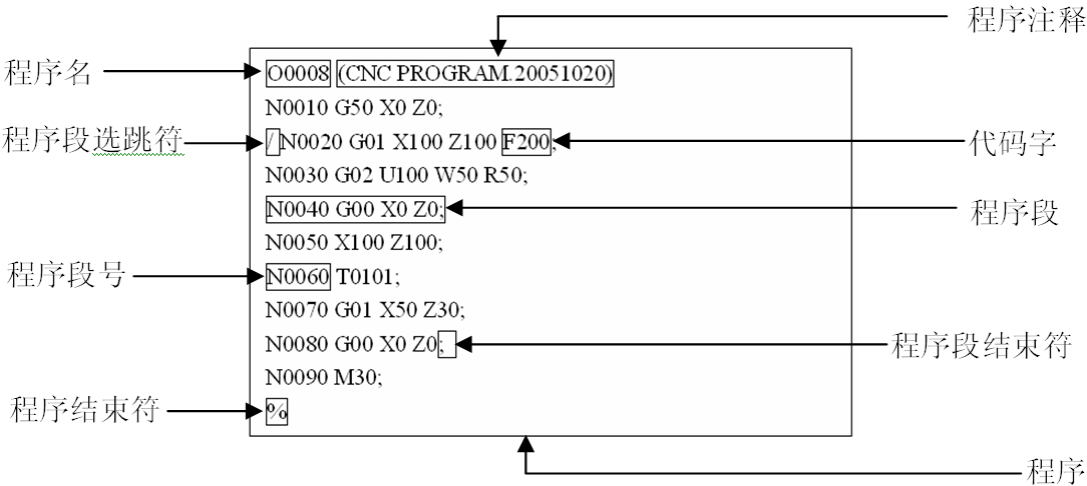 程序注释
程序名
O0008 (CNC PROGRAM.20051020)
N0010 G50 X0 Z0;
程序段选跳符
/N0020 G01 X100 Z100 F200;
代码字
N0030 G02 U100 W50 R50;
N0040 G00 X0 Z0;
程序段
N0050 X100 Z100;
程序段号
N0060 T0101;
N0070 G01 X50 Z30;
N0080 G00 X0 Z0;
程序段结束符
N0090 M30;
程序结束符
%
程序